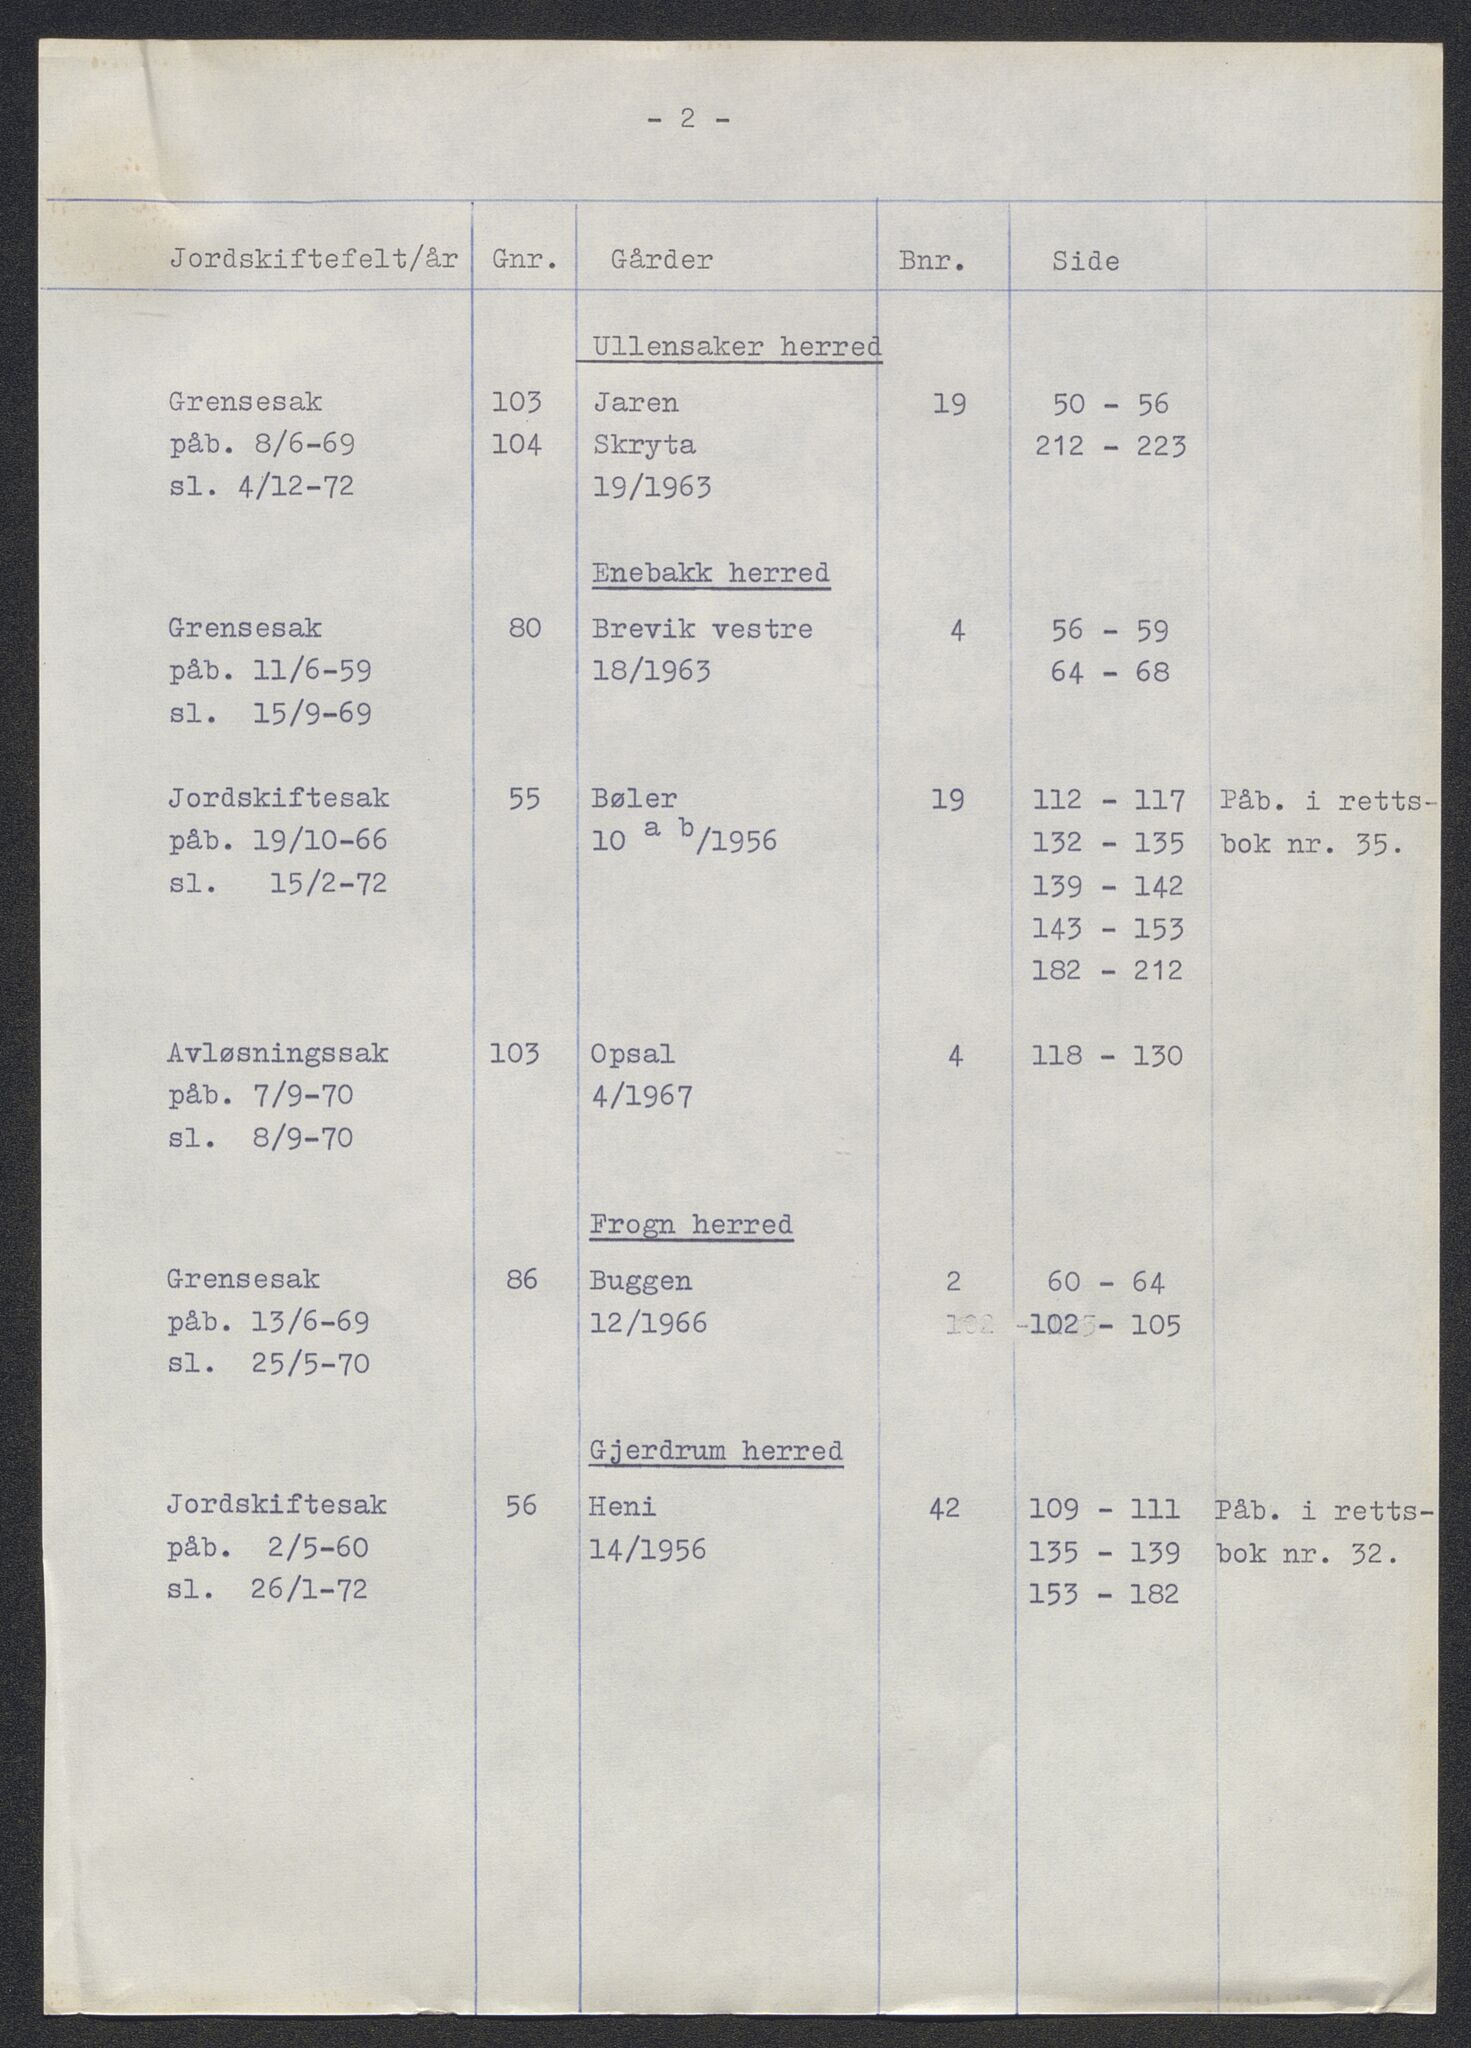 - 2 -
Jordskiftefelt/år Gnr. Gårder Bnr. Side
Ullensaker herred
Grensesak 103 Jaren 19 50 - 56
påb. 8/6-69 104 Skryta 212 - 223
sl. 4/12-72 19/1963
Enebakk herred
Grensesak 80 Brevik vestre 4 56 - 59
påb. 11/6-59 18/1963 64 - 68
sl. 15/9-69
Jordskiftesak 55 Bøler 19 112 - 117 Påb. i retts-
påb. 19/10-66 10 a b/1956 132 - 135 bok nr. 35.
sl. 15/2-72 139 - 142
143 - 153
182 - 212
Avløsningssak 103 Opsal 4 118 - 130
påb. 7/9-70 4/1967
sl. 8/9-70
Frogn herred
Grensesak 86 Buggen 2 60 - 64
påb. 13/6-69 12/1966 102 - 105
sl. 25/5-70
Gjerdrum herred
Jordskiftesak 56 Heni 42 109 - 111 Påb. i retts-
påb. 2/5-60 14/1956 135 - 139 bok nr. 32.
sl. 26/1-72 153 - 182